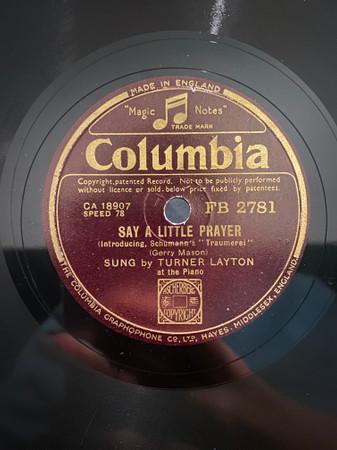 MADE IN ENGLAND
"Magic Notes"
TRADE MARK
Columbia
Copyright, patented Record. Not to be publicly performed
without licence or sold below price fixed by patentees.
CA 18907 FB 2781
SPEED 78
SAY A LITTLE PRAYER
(Introducing, Schumann's "Traumerei")
(Gerry Mason)
SUNG by TURNER LAYTON
at the Piano
COPYRIGHT
THE COLUMBIA GRAPHOPHONE CO., LTD, HAYES, MIDDLESEX, ENGLAND.